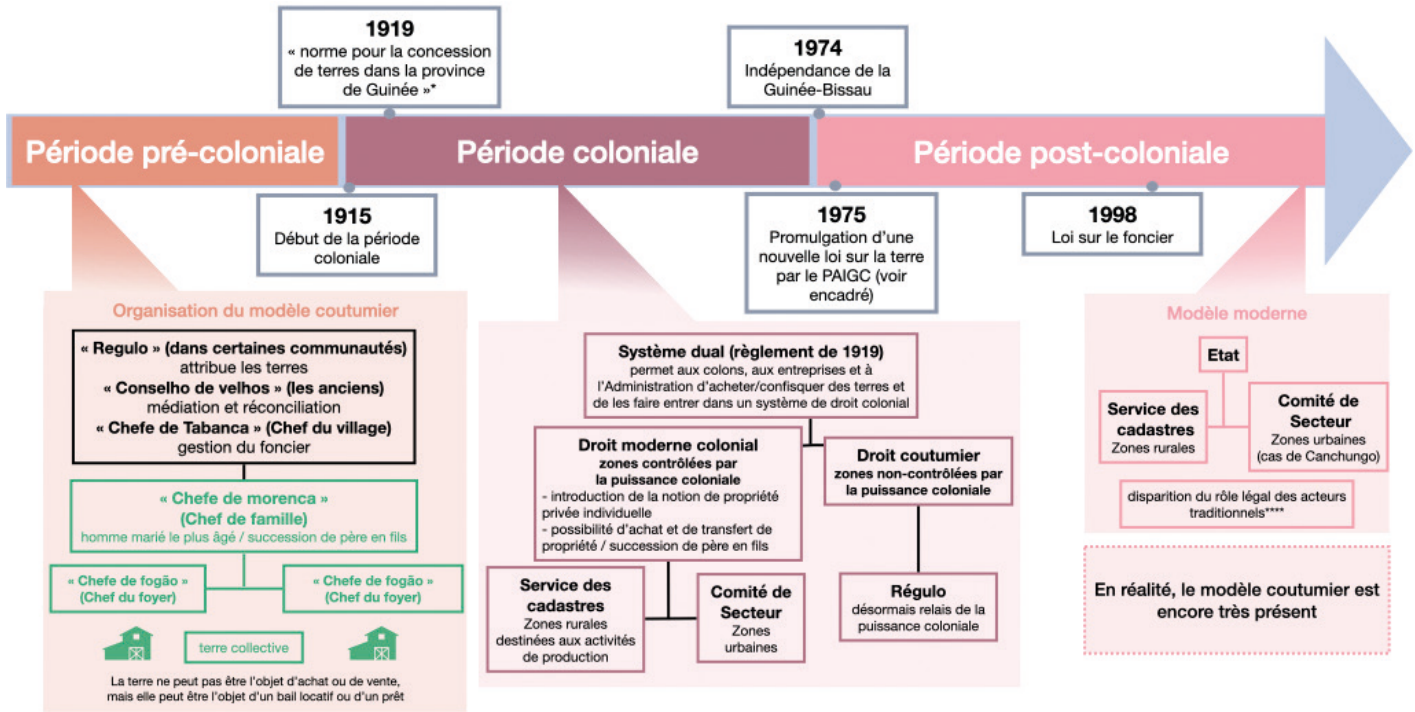 1919
« norme pour la concession
de terres dans la province
de Guinée »*
1974
Indépendance de la
Guinée-Bissau
Période pré-coloniale
Période coloniale
Période post-coloniale
1915
Début de la période
coloniale
1975
Promulgation d'une
nouvelle loi sur la terre
par le PAIGC (voir
encadré)
1998
Loi sur le foncier
Organisation du modèle coutumier
« Regulo » (dans certaines communautés)
attribue les terres
« Conselho de velhos » (les anciens)
médiation et réconciliation
« Chefe de Tabanca » (Chef du village)
gestion du foncier
« Chefe de morenca »
(Chef de famille)
homme marié le plus âgé / succession de père en fils
« Chefe de fogão »
(Chef du foyer)
« Chefe de fogão »
(Chef du foyer)
terre collective
La terre ne peut pas être l'objet d'achat ou de vente,
mais elle peut être l'objet d'un bail locatif ou d'un prêt
Système dual (règlement de 1919)
permet aux colons, aux entreprises et à
l'Administration d'acheter/confisquer des terres et
de les faire entrer dans un système de droit colonial
Droit moderne colonial
zones contrôlées par
la puissance coloniale
- introduction de la notion de propriété
privée individuelle
- possibilité d'achat et de transfert de
propriété / succession de père en fils
Droit coutumier
zones non-contrôlées par
la puissance coloniale
Service des
cadastres
Zones rurales
destinées aux activités
de production
Comité de
Secteur
Zones
urbaines
Régulo
désormais relais de la
puissance coloniale
Modèle moderne
Etat
Service des
cadastres
Zones rurales
Comité de
Secteur
Zones urbaines
(cas de Canchungo)
disparition du rôle légal des acteurs
traditionnels****
En réalité, le modèle coutumier est
encore très présent